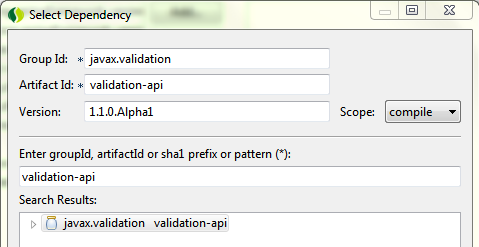 Select Dependency
Group Id: * javax.validation
Artifact Id: * validation-api
Version: 1.1.0.Alpha1 Scope: compile
Enter groupId, artifactId or sha1 prefix or pattern (*):
validation-api
Search Results:
javax.validation validation-api